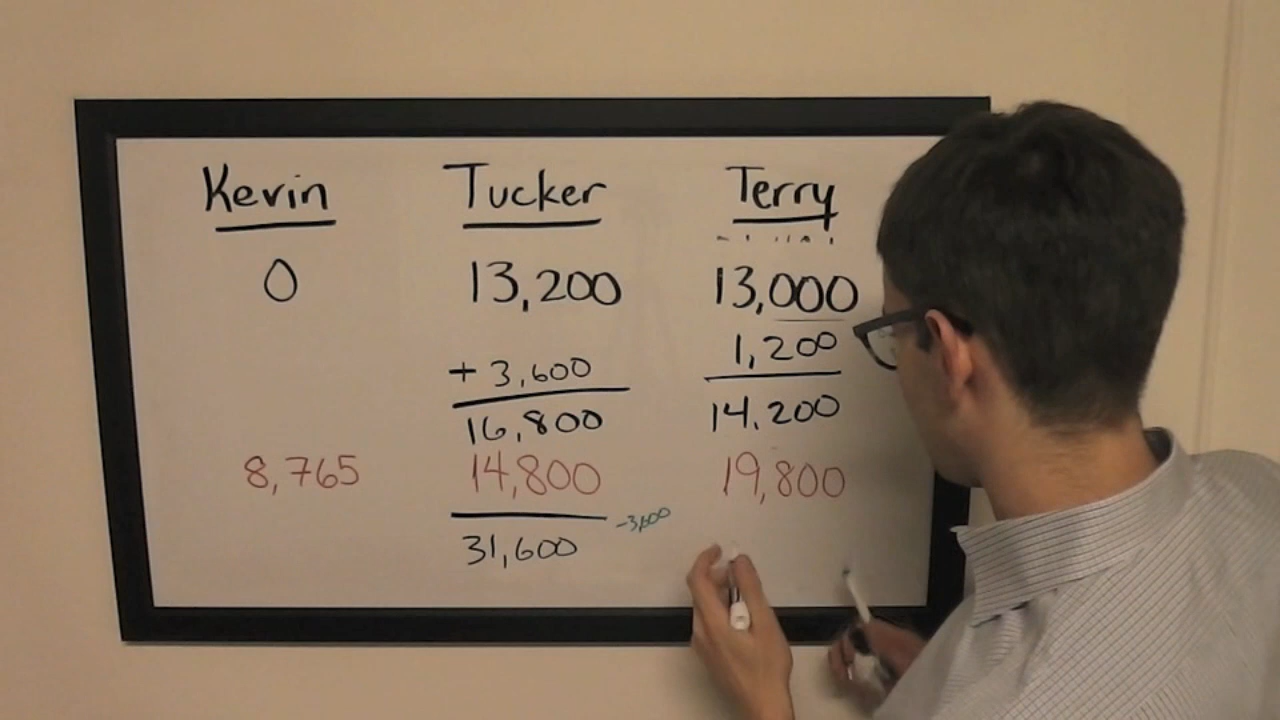 Kevin Tucker Terry
0 13,200 13,000
+ 3,600 1,200
16,800 14,200
8,765 14,800 19,800
-3,600
31,600